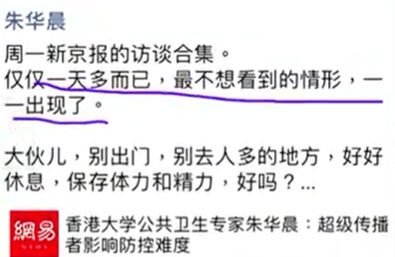 朱华晨
周一新京报的访谈合集。
仅仅一天多而已，最不想看到的情形，一
一出现了。
大伙儿，别出门，别去人多的地方，好好
休息，保存体力和精力，好吗？...
網易
NEWS
香港大学公共卫生专家朱华晨：超级传播
者影响防控难度